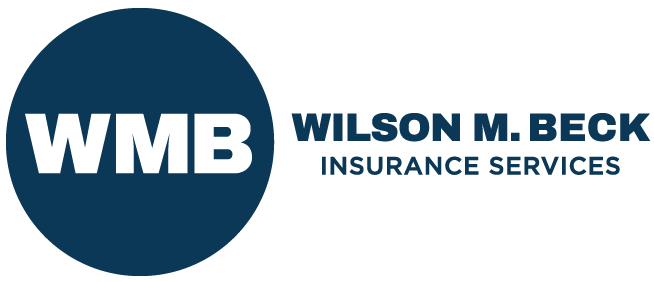 WMB
WILSON M. BECK
INSURANCE SERVICES